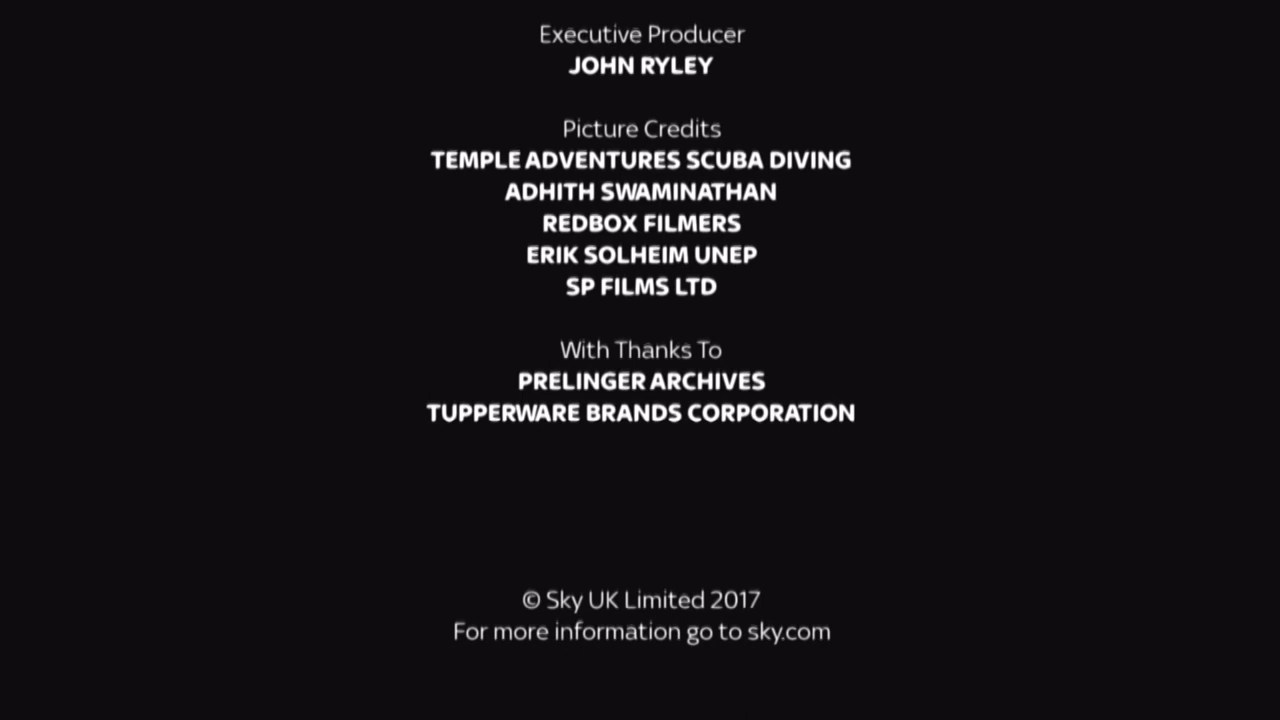 Executive Producer
JOHN RYLEY
Picture Credits
TEMPLE ADVENTURES SCUBA DIVING
ADHITH SWAMINATHAN
REDBOX FILMERS
ERIK SOLHEIM UNEP
SP FILMS LTD
With Thanks To
PRELINGER ARCHIVES
TUPPERWARE BRANDS CORPORATION
© Sky UK Limited 2017
For more information go to sky.com